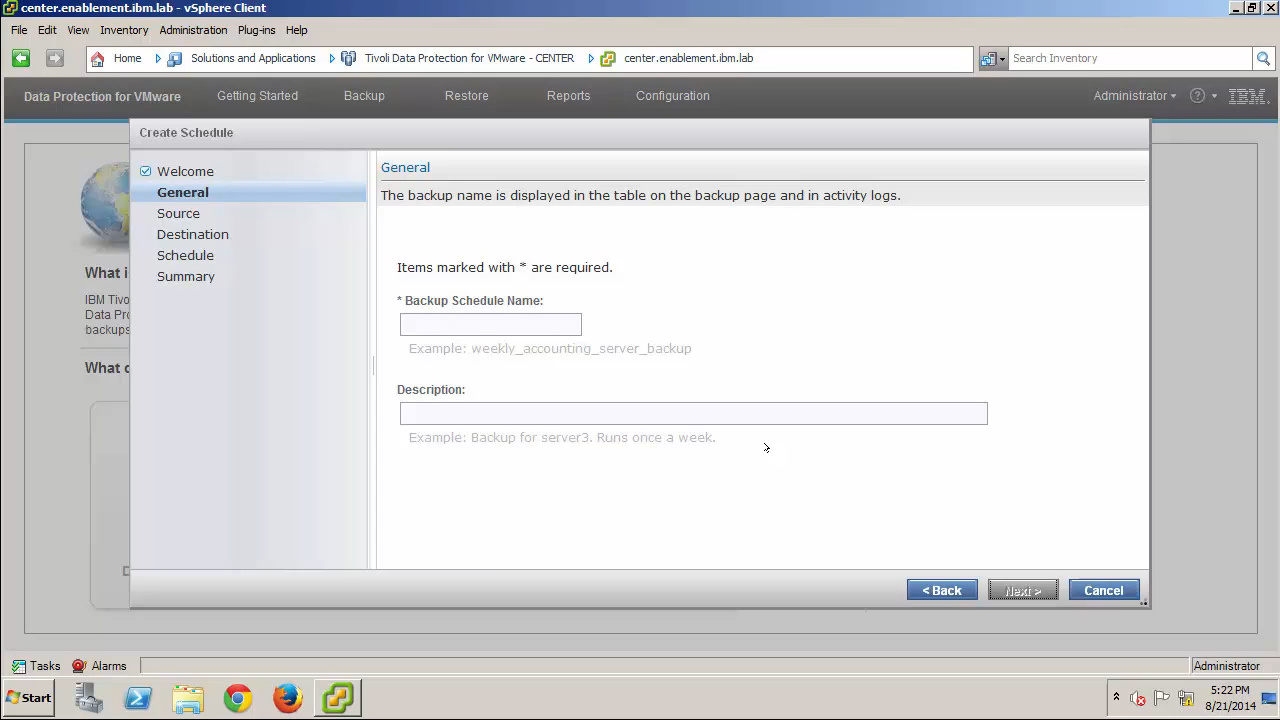 center.enablement.ibm.lab - vSphere Client
File Edit View Inventory Administration Plug-ins Help
Home Solutions and Applications Tivoli Data Protection for VMware - CENTER center.enablement.ibm.lab Search Inventory
Data Protection for VMware Getting Started Backup Restore Reports Configuration Administrator ? IBM.
Create Schedule
Welcome
General
Source
Destination
Schedule
Summary
General
The backup name is displayed in the table on the backup page and in activity logs.
Items marked with * are required.
* Backup Schedule Name:
Example: weekly_accounting_server_backup
Description:
Example: Backup for server3. Runs once a week.
What i
IBM Tiv
Data Pro
backups
What c
< Back Next > Cancel
Tasks Alarms Administrator
Start 5:22 PM
8/21/2014